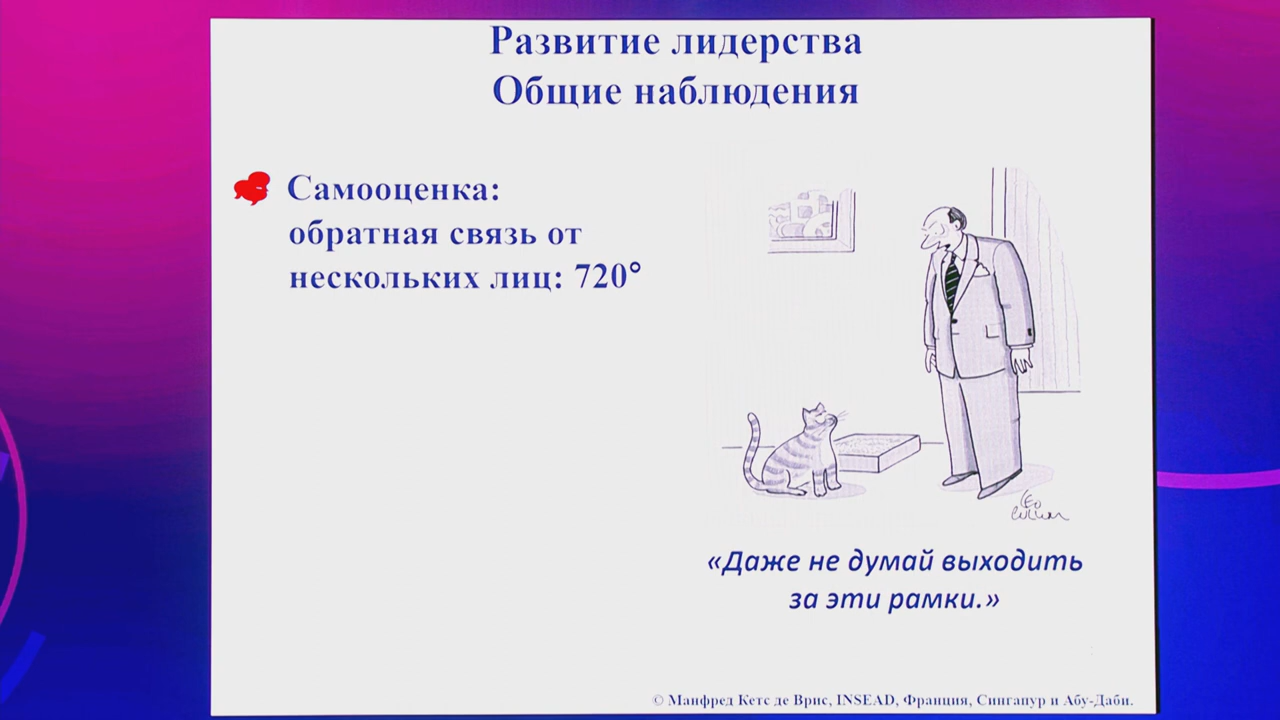 Развитие лидерства
Общие наблюдения
Самооценка:
обратная связь от
нескольких лиц: 720°
«Даже не думай выходить
за эти рамки.»
© Манфред Кетс де Врис, INSEAD, Франция, Сингапур и Абу-Даби.